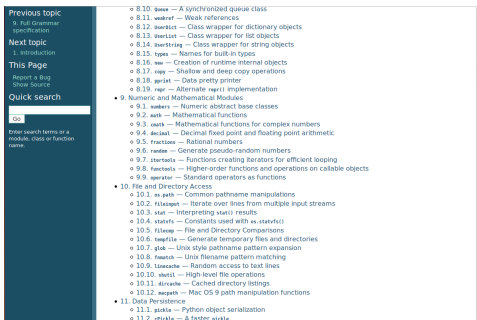 Previous topic
9. Full Grammar
specification
Next topic
1. Introduction
This Page
Report a Bug
Show Source
Quick search
Go
Enter search terms or a
module, class or function
name.
8.10. Queue — A synchronized queue class
8.11. weakref — Weak references
8.12. UserDict — Class wrapper for dictionary objects
8.13. UserList — Class wrapper for list objects
8.14. UserString — Class wrapper for string objects
8.15. types — Names for built-in types
8.16. new — Creation of runtime internal objects
8.17. copy — Shallow and deep copy operations
8.18. pprint — Data pretty printer
8.19. repr — Alternate repr() implementation
9. Numeric and Mathematical Modules
9.1. numbers — Numeric abstract base classes
9.2. math — Mathematical functions
9.3. cmath — Mathematical functions for complex numbers
9.4. decimal — Decimal fixed point and floating point arithmetic
9.5. fractions — Rational numbers
9.6. random — Generate pseudo-random numbers
9.7. itertools — Functions creating iterators for efficient looping
9.8. functools — Higher-order functions and operations on callable objects
9.9. operator — Standard operators as functions
10. File and Directory Access
10.1. os.path — Common pathname manipulations
10.2. fileinput — Iterate over lines from multiple input streams
10.3. stat — Interpreting stat() results
10.4. statvfs — Constants used with os.statvfs()
10.5. filecmp — File and Directory Comparisons
10.6. tempfile — Generate temporary files and directories
10.7. glob — Unix style pathname pattern expansion
10.8. fnmatch — Unix filename pattern matching
10.9. linecache — Random access to text lines
10.10. shutil — High-level file operations
10.11. dircache — Cached directory listings
10.12. macpath — Mac OS 9 path manipulation functions
11. Data Persistence
11.1. pickle — Python object serialization
11.2. cPickle — A faster pickle